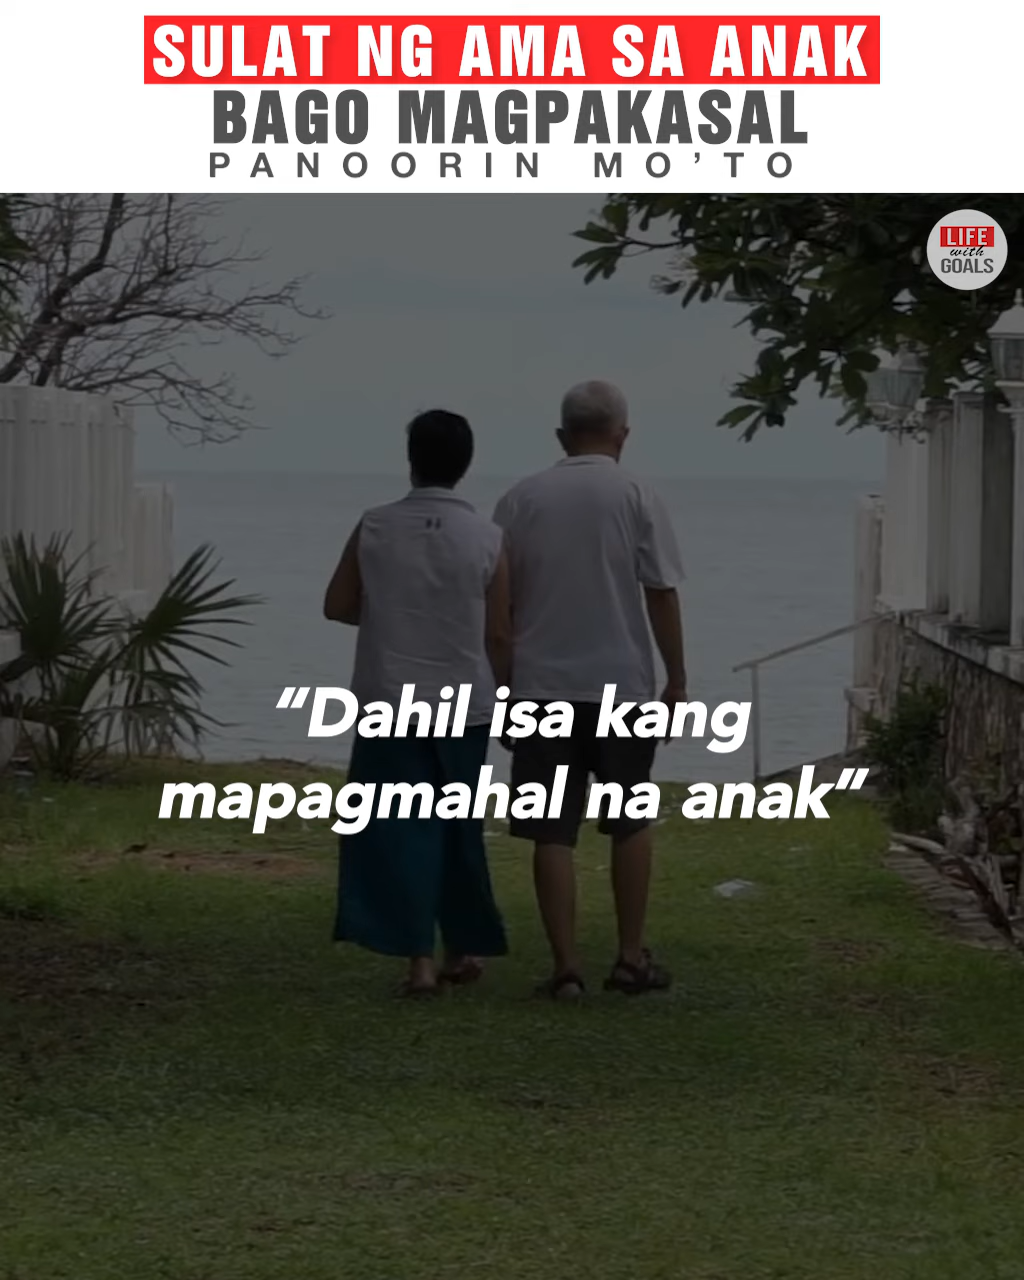 SULAT NG AMA SA ANAK
BAGO MAGPAKASAL
PANOORIN MO'TO
LIFE
with
GOALS
“Dahil isa kang
mapagmahal na anak”